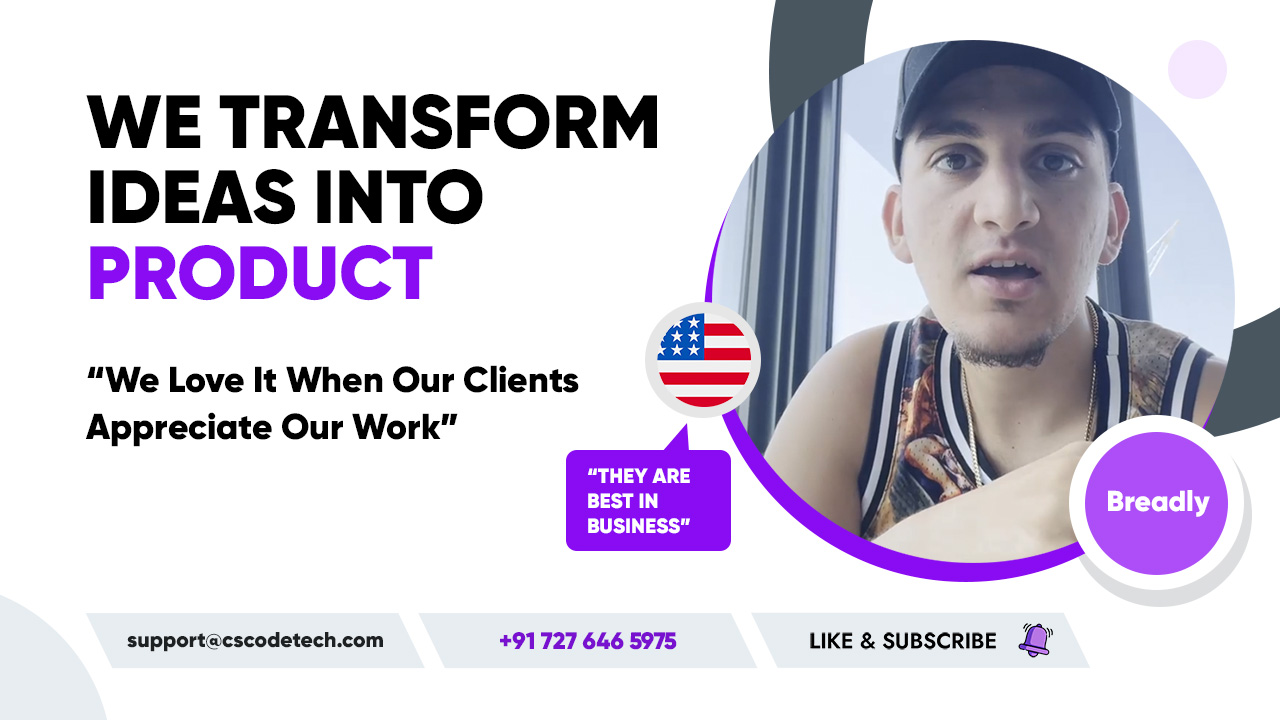 WE TRANSFORM
IDEAS INTO
PRODUCT
“We Love It When Our Clients
Appreciate Our Work”
“THEY ARE
BEST IN
BUSINESS”
Breadly
support@cscodetech.com
+91 727 646 5975
LIKE & SUBSCRIBE